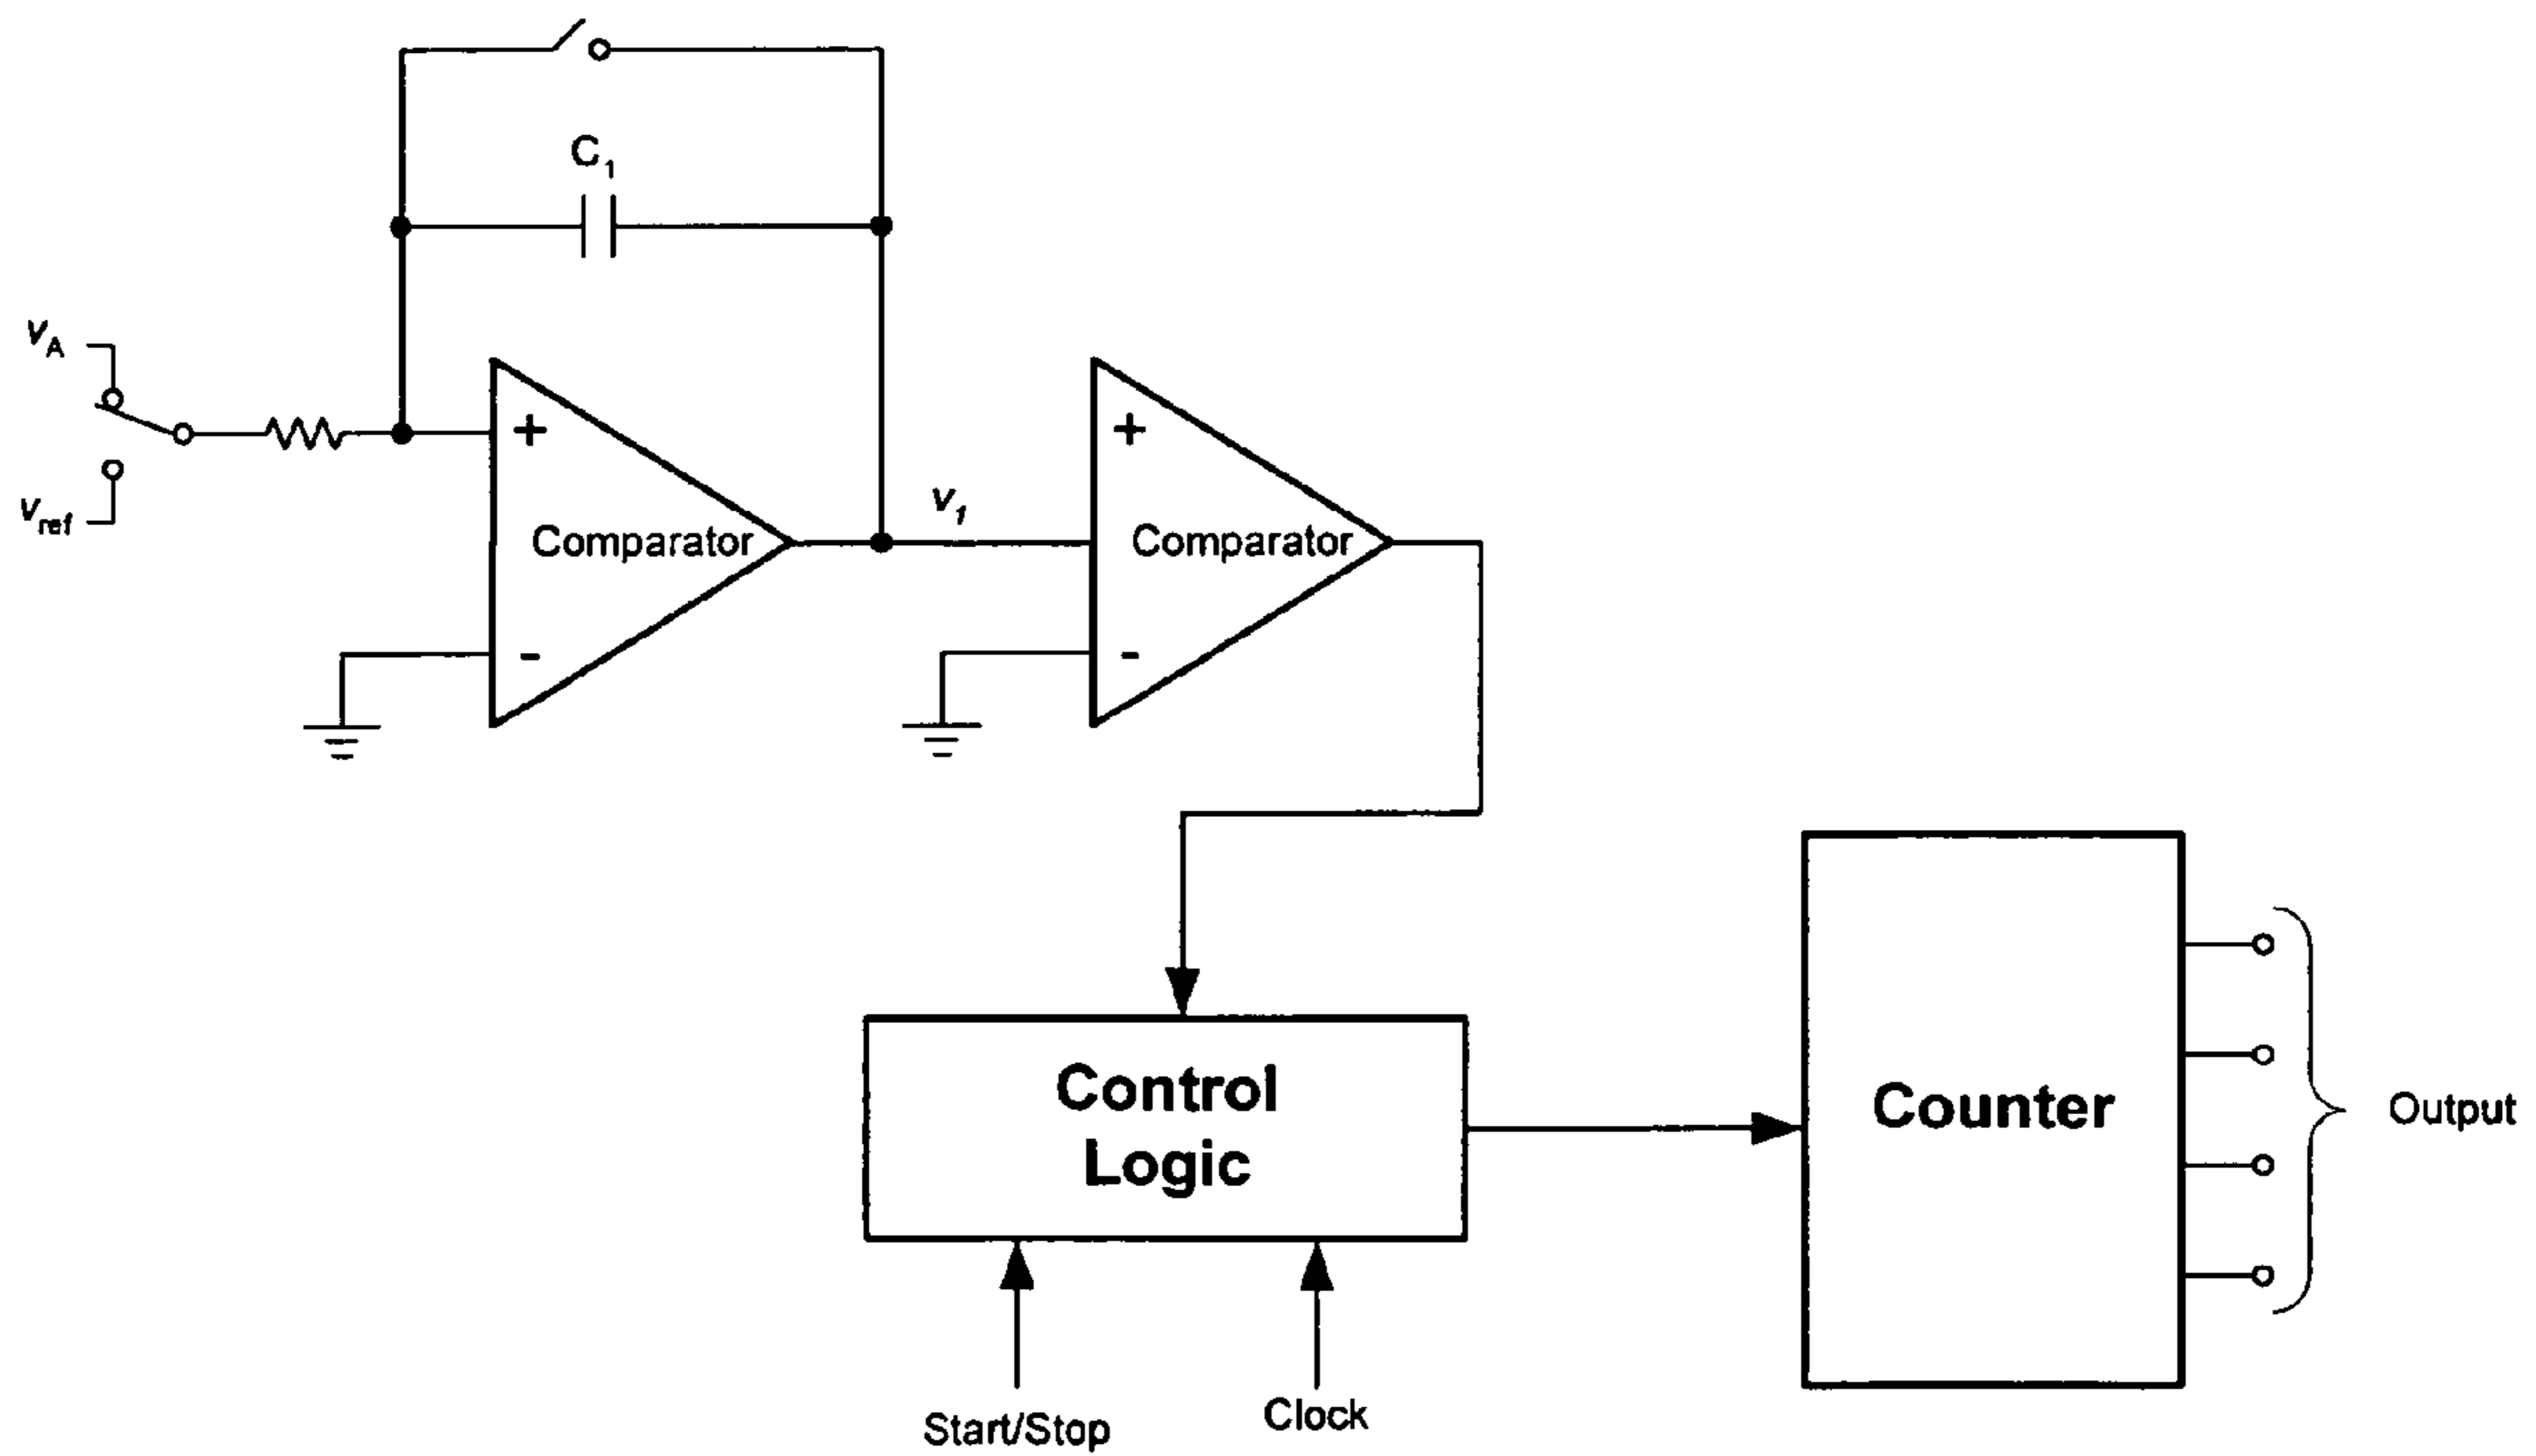 C1
vA
vref
+
-
Comparator
v1
+
-
Comparator
Control
Logic
Counter
Output
Start/Stop
Clock